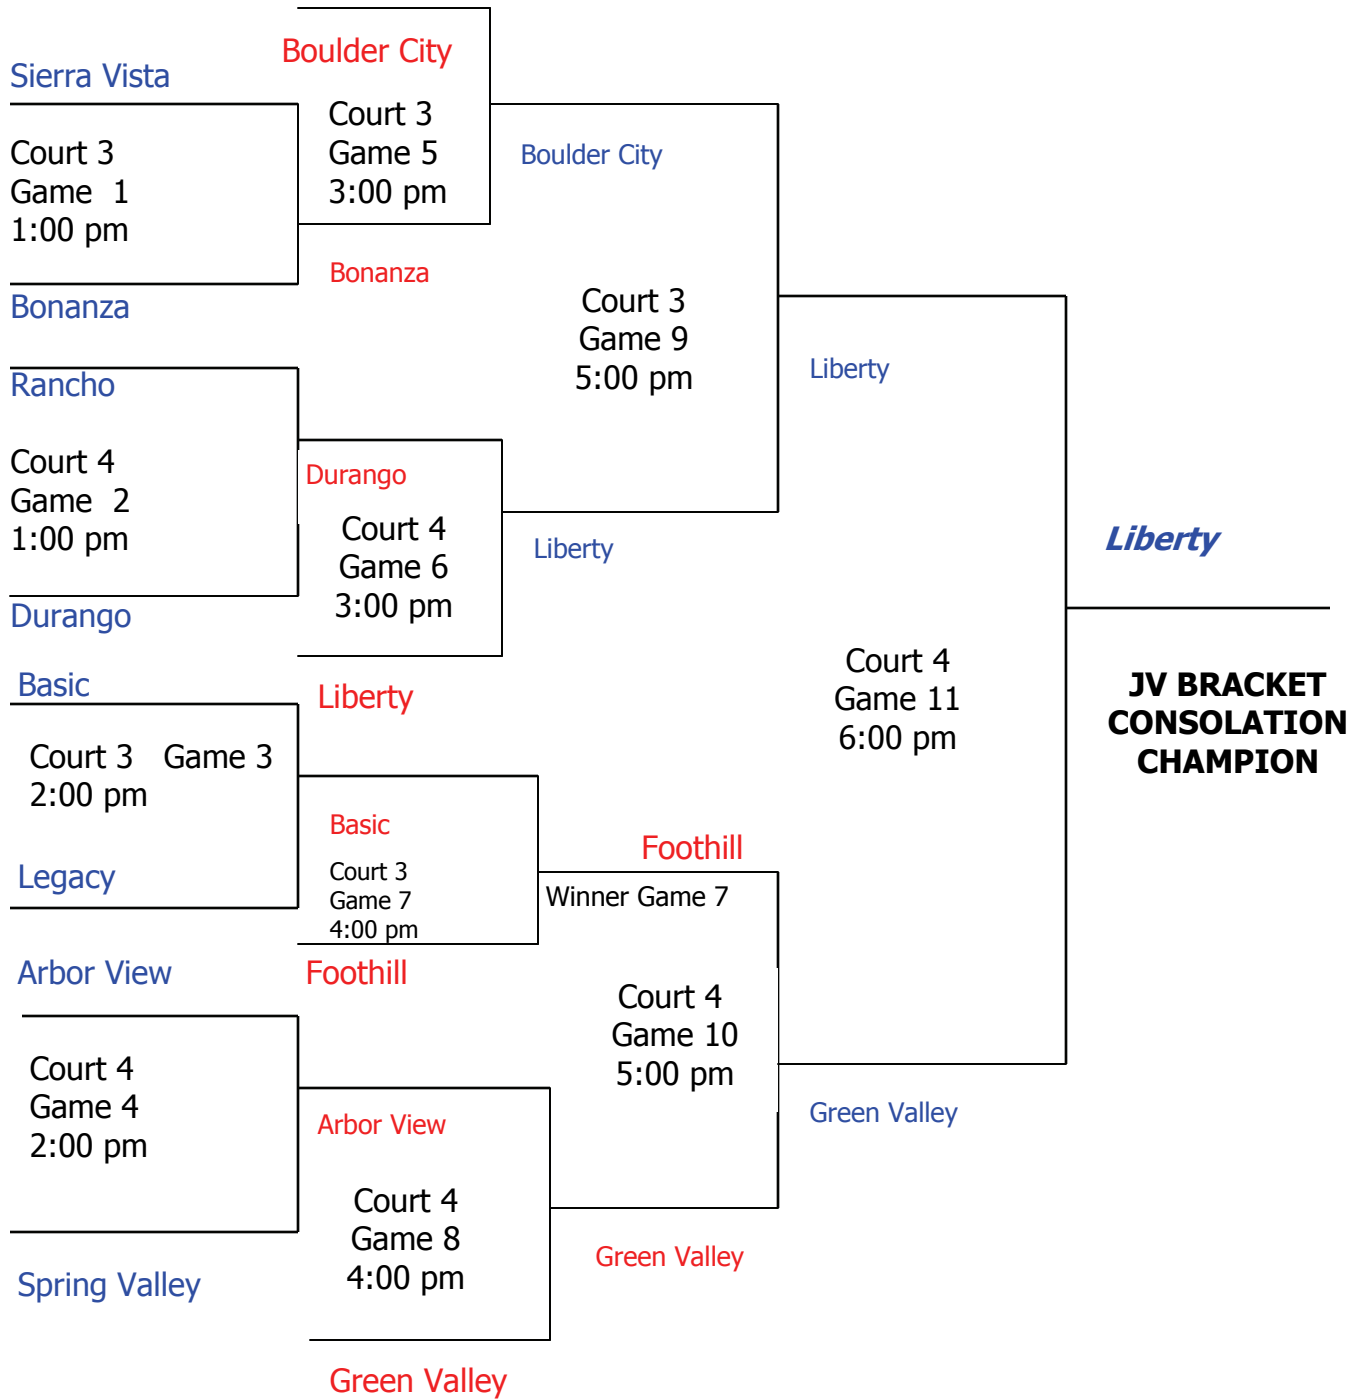 Boulder City
Sierra Vista
Court 3
Game 5
3:00 pm
Court 3
Game 1
1:00 pm
Boulder City
Bonanza
Bonanza
Court 3
Game 9
5:00 pm
Rancho
Liberty
Court 4
Game 2
1:00 pm
Durango
Court 4
Game 6
3:00 pm
Liberty
Liberty
Durango
Basic
Liberty
Court 4
Game 11
6:00 pm
JV BRACKET
CONSOLATION
CHAMPION
Court 3 Game 3
2:00 pm
Basic
Court 3
Game 7
4:00 pm
Foothill
Winner Game 7
Legacy
Arbor View
Foothill
Court 4
Game 10
5:00 pm
Court 4
Game 4
2:00 pm
Arbor View
Green Valley
Court 4
Game 8
4:00 pm
Green Valley
Spring Valley
Green Valley